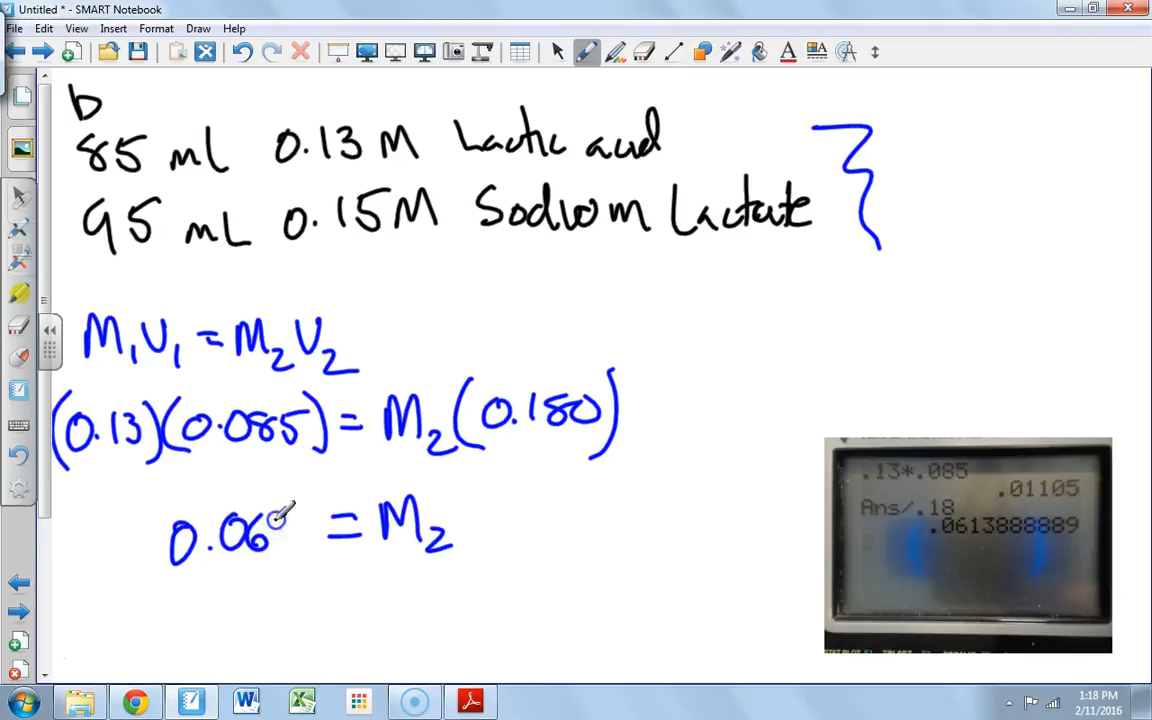 Untitled * - SMART Notebook
File Edit View Insert Format Draw Help
b
85 ml 0.13 M Lactic acid
95 mL 0.15M Sodium Lactate
M₁V₁ = M₂V₂
(0.13)(0.085) = M₂(0.180)
0.060 = M₂
.13*.085
.01105
Ans/.18
.0613888889
1:18 PM
2/11/2016